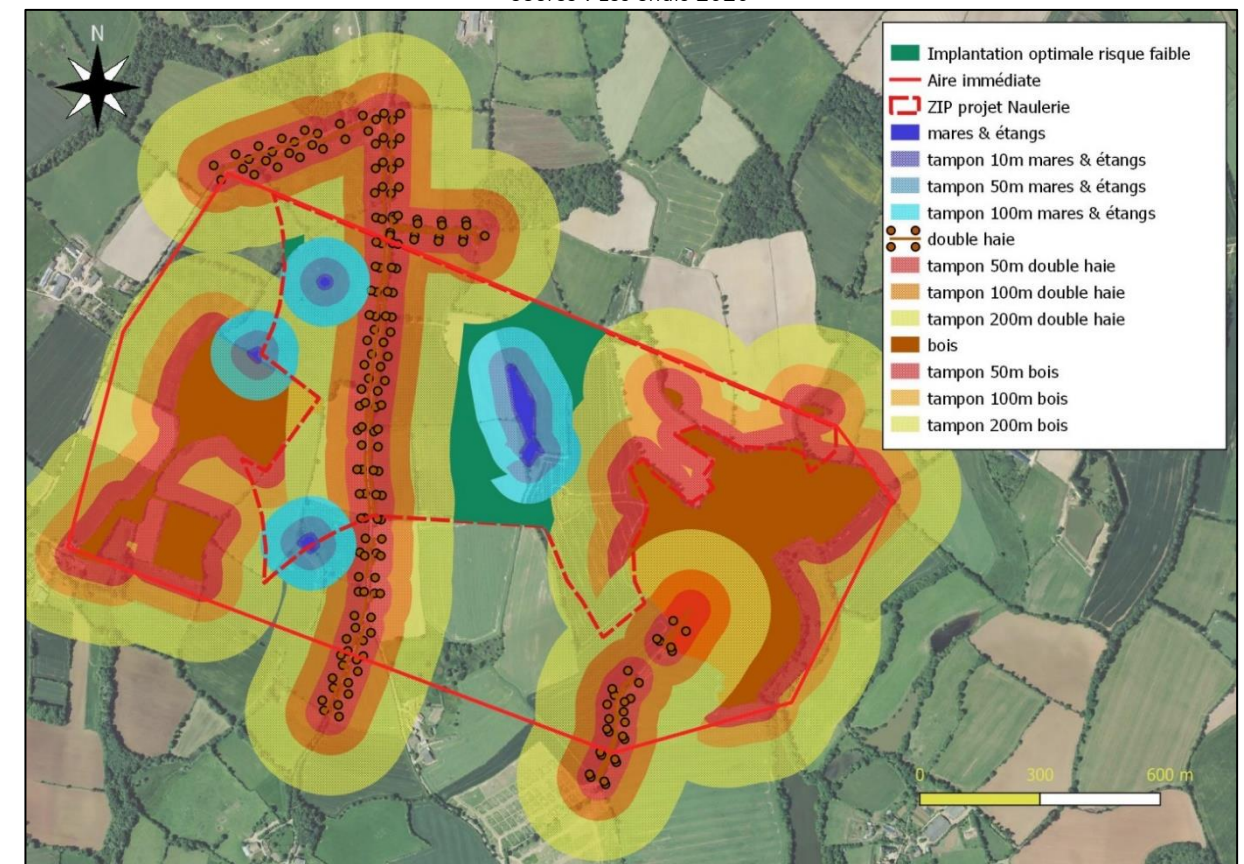 N
Implantation optimale risque faible
Aire immédiate
ZIP projet Naulerie
mares & étangs
tampon 10m mares & étangs
tampon 50m mares & étangs
tampon 100m mares & étangs
double haie
tampon 50m double haie
tampon 100m double haie
tampon 200m double haie
bois
tampon 50m bois
tampon 100m bois
tampon 200m bois
0 300 600 m